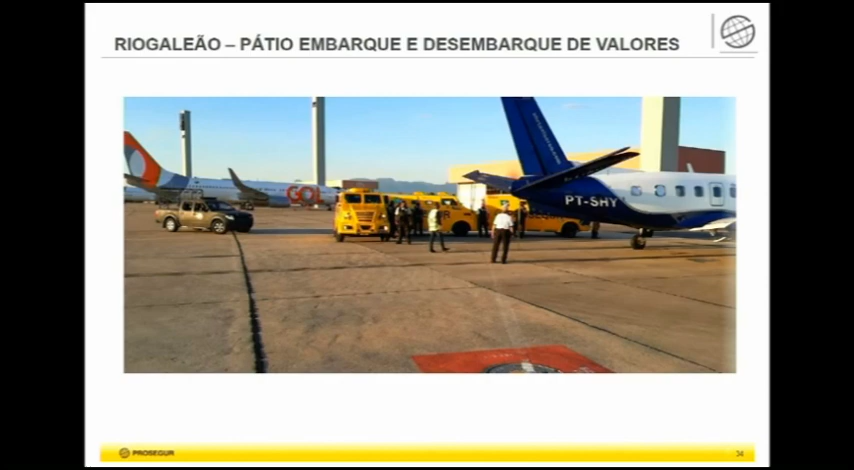 RIOGALEÃO – PÁTIO EMBARQUE E DESEMBARQUE DE VALORES
GOL
PT-SHY
PROSEGUR
34